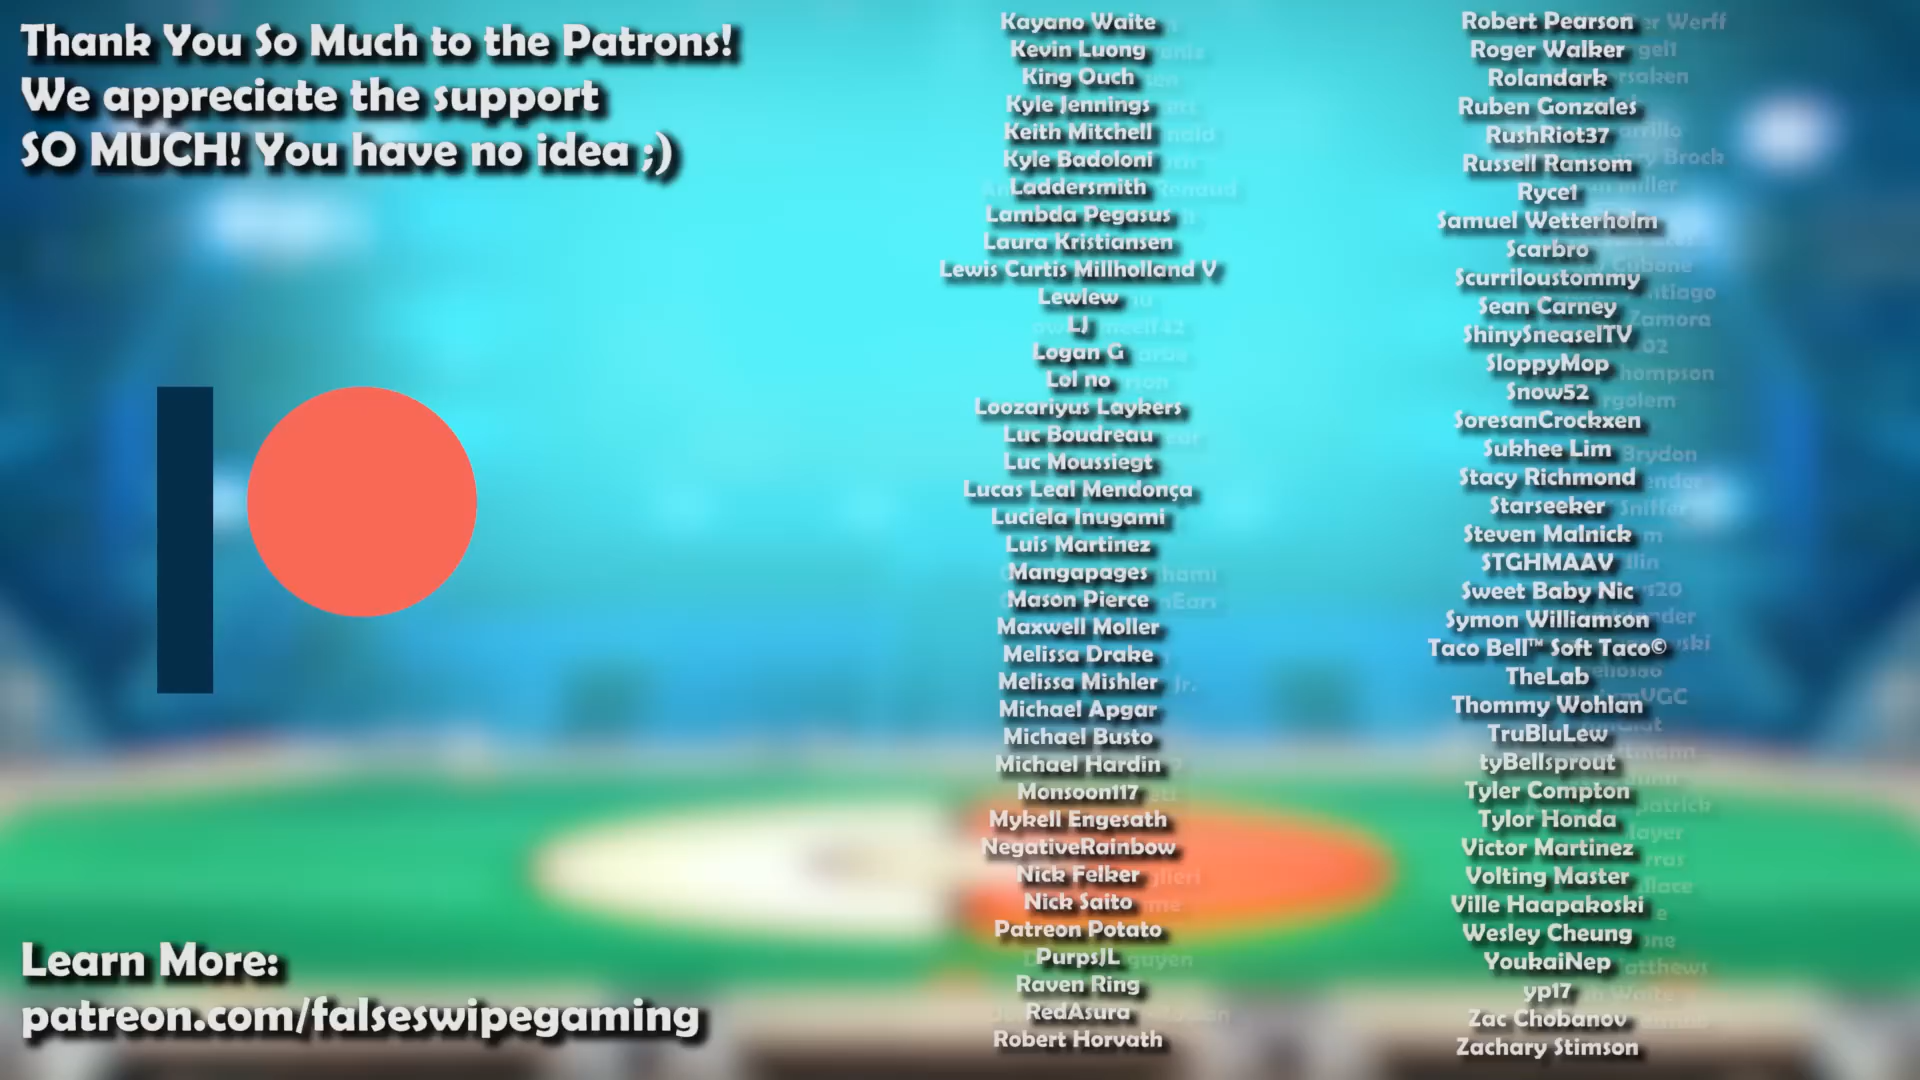 Thank You So Much to the Patrons!
We appreciate the support
SO MUCH! You have no idea ;)
Kayano Waite
Kevin Luong
King Ouch
Kyle Jennings
Keith Mitchell
Kyle Badoloni
Laddersmith
Lambda Pegasus
Laura Kristiansen
Lewis Curtis Millholland V
Lewlew
LJ
Logan G
Lol no
Loozariyus Laykers
Luc Boudreau
Luc Moussiegt
Lucas Leal Mendonça
Luciela Inugami
Luis Martinez
Mangapages
Mason Pierce
Maxwell Moller
Melissa Drake
Melissa Mishler
Michael Apgar
Michael Busto
Michael Hardin
Monsoon117
Mykell Engesath
NegativeRainbow
Nick Felker
Nick Saito
Patreon Potato
PurpsJL
Raven Ring
RedAsura
Robert Horvath
Robert Pearson
Roger Walker
Rolandark
Ruben Gonzales
RushRiot37
Russell Ransom
Ryce1
Samuel Wetterholm
Scarbro
Scurriloustommy
Sean Carney
ShinySneaselTV
SloppyMop
Snow52
SoresanCrockxen
Sukhee Lim
Stacy Richmond
Starseeker
Steven Malnick
STGHMAAV
Sweet Baby Nic
Symon Williamson
Taco Bell™ Soft Taco©
TheLab
Thommy Wohlan
TruBluLew
tyBellsprout
Tyler Compton
Tylor Honda
Victor Martinez
Volting Master
Ville Haapakoski
Wesley Cheung
YoukaiNep
yp17
Zac Chobanov
Zachary Stimson
Learn More:
patreon.com/falseswipegaming